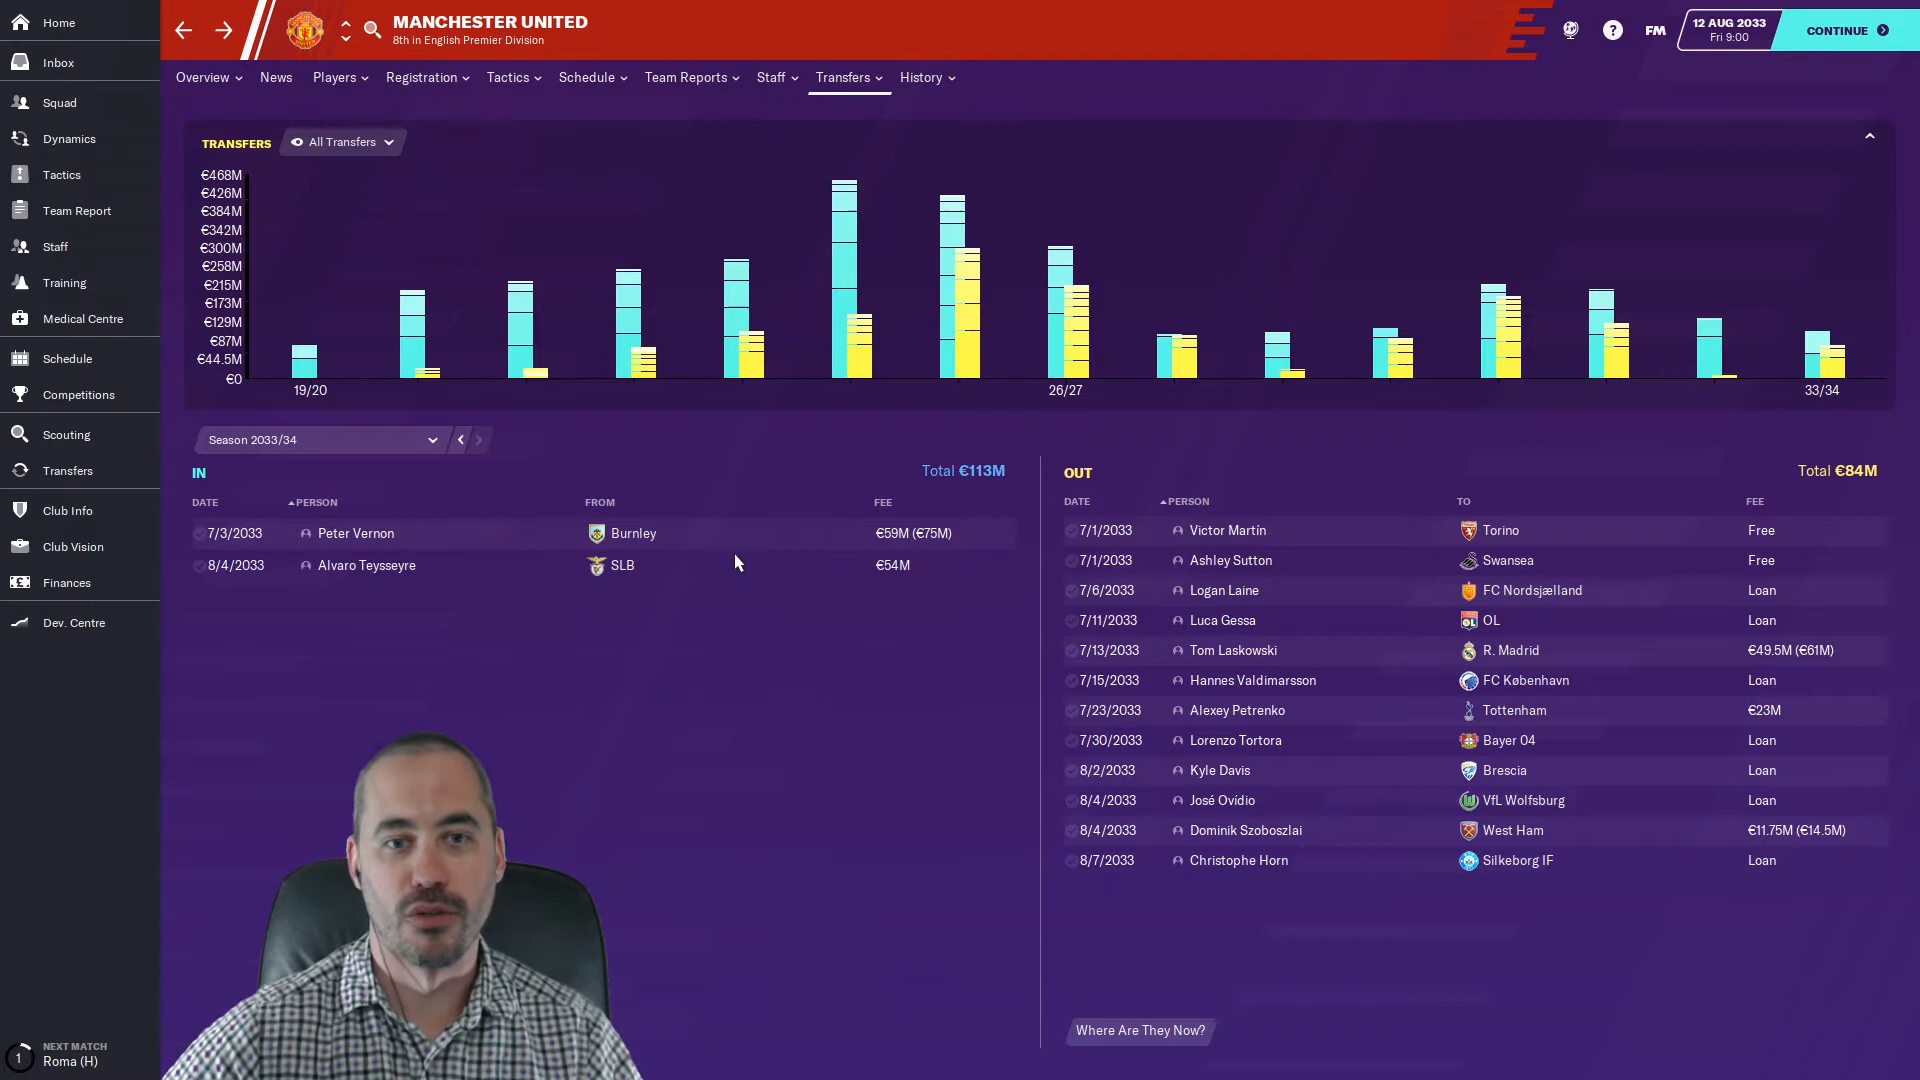 Home
Inbox
Squad
Dynamics
Tactics
Team Report
Staff
Training
Medical Centre
Schedule
Competitions
Scouting
Transfers
Club Info
Club Vision
Finances
Dev. Centre
1
NEXT MATCH
Roma (H)
MANCHESTER UNITED
8th in English Premier Division
FM
12 AUG 2033
Fri 9:00
CONTINUE
Overview News Players Registration Tactics Schedule Team Reports Staff Transfers History
TRANSFERS All Transfers
€468M
€426M
€384M
€342M
€300M
€258M
€215M
€173M
€129M
€87M
€44.5M
€0
19/20 26/27 33/34
Season 2033/34
IN Total €113M
DATE PERSON FROM FEE
7/3/2033 Peter Vernon Burnley €59M (€75M)
8/4/2033 Alvaro Teysseyre SLB €54M
OUT Total €84M
DATE PERSON TO FEE
7/1/2033 Victor Martín Torino Free
7/1/2033 Ashley Sutton Swansea Free
7/6/2033 Logan Laine FC Nordsjælland Loan
7/11/2033 Luca Gessa OL Loan
7/13/2033 Tom Laskowski R. Madrid €49.5M (€61M)
7/15/2033 Hannes Valdimarsson FC København Loan
7/23/2033 Alexey Petrenko Tottenham €23M
7/30/2033 Lorenzo Tortora Bayer 04 Loan
8/2/2033 Kyle Davis Brescia Loan
8/4/2033 José Ovídio VfL Wolfsburg Loan
8/4/2033 Dominik Szoboszlai West Ham €11.75M (€14.5M)
8/7/2033 Christophe Horn Silkeborg IF Loan
Where Are They Now?